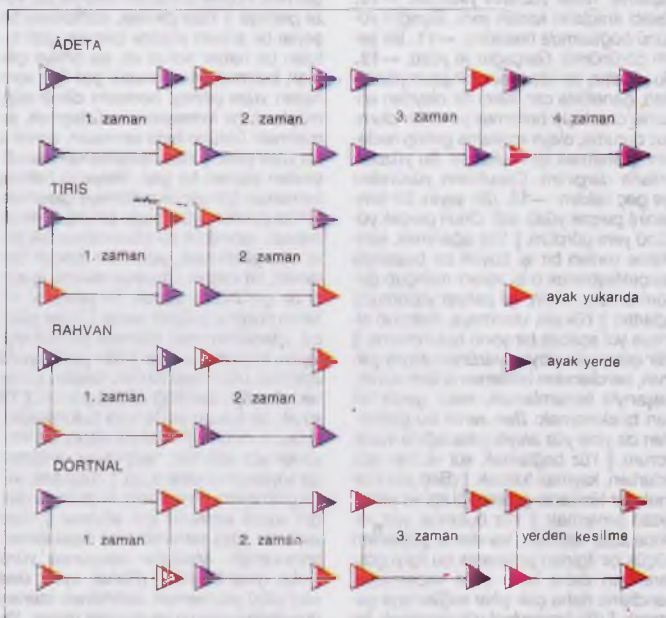 ÂDETA
1. zaman
2. zaman
3. zaman
4. zaman
TIRIS
1. zaman
2. zaman
ayak yukarıda
RAHVAN
ayak yerde
1. zaman
2. zaman
DÖRTNAL
1. zaman
2. zaman
3. zaman
yerden kesilme